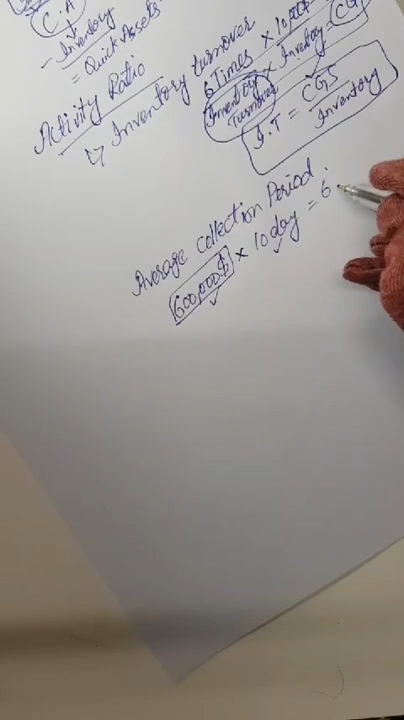 C.A
- Inventory
= Quick Assets
Activity Ratio
↳ Inventory turnover
6 Times × 10,000
Inventory Turnover × Inventory = CG
I.T = CGS / Inventory
Average collection Period
600,000$ × 10 day = 6